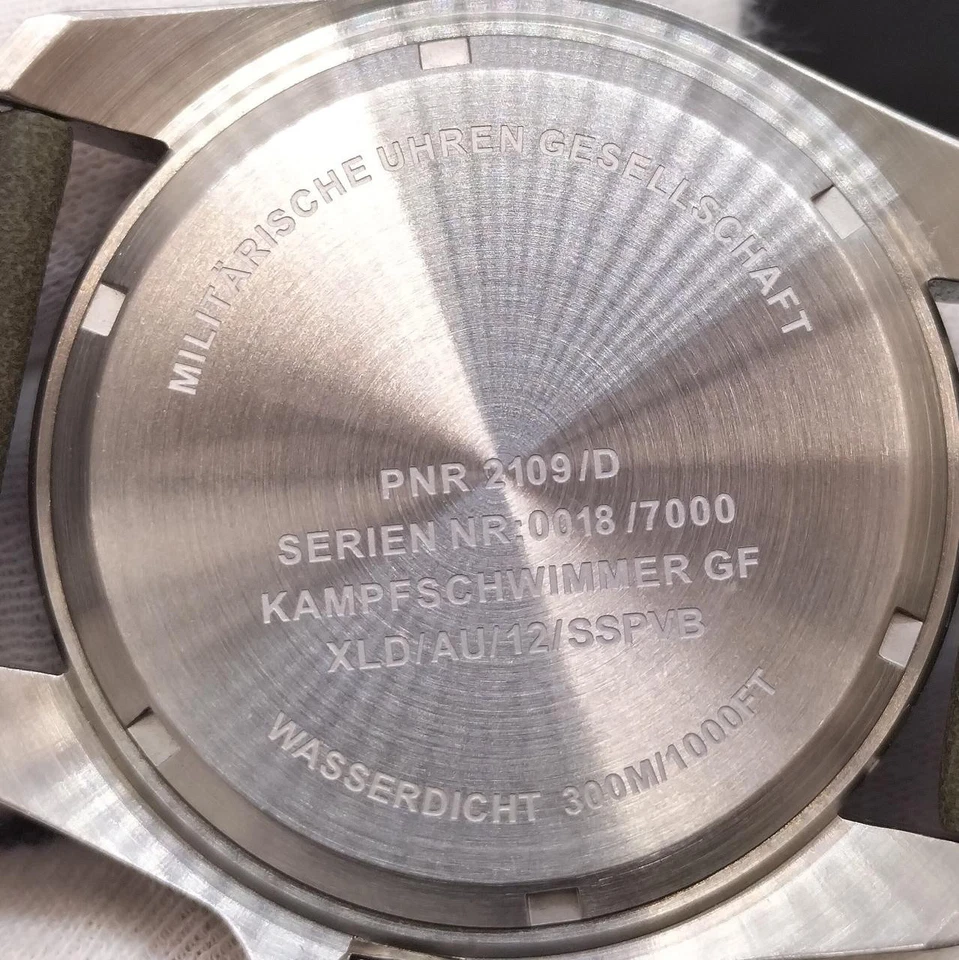 MILITÄRISCHE UHREN GESELLSCHAFT
PNR 2109/D
SERIEN NR:0018/7000
KAMPFSCHWIMMER GF
XLD/AU/12/SSPVB
WASSERDICHT 300M/1000FT